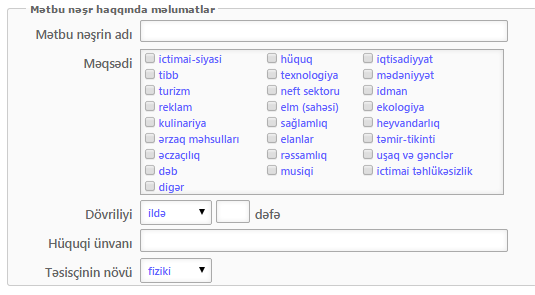 Mətbu nəşr haqqında məlumatlar
Mətbu nəşrin adı
Məqsədi
ictimai-siyasi hüquq iqtisadiyyat
tibb texnologiya mədəniyyət
turizm neft sektoru idman
reklam elm (sahəsi) ekologiya
kulinariya sağlamlıq heyvandarlıq
ərzaq məhsulları elanlar təmir-tikinti
əczaçılıq rəssamlıq uşaq və gənclər
dəb musiqi ictimai təhlükəsizlik
digər
Dövriliyi ildə dəfə
Hüquqi ünvanı
Təsisçinin növü fiziki